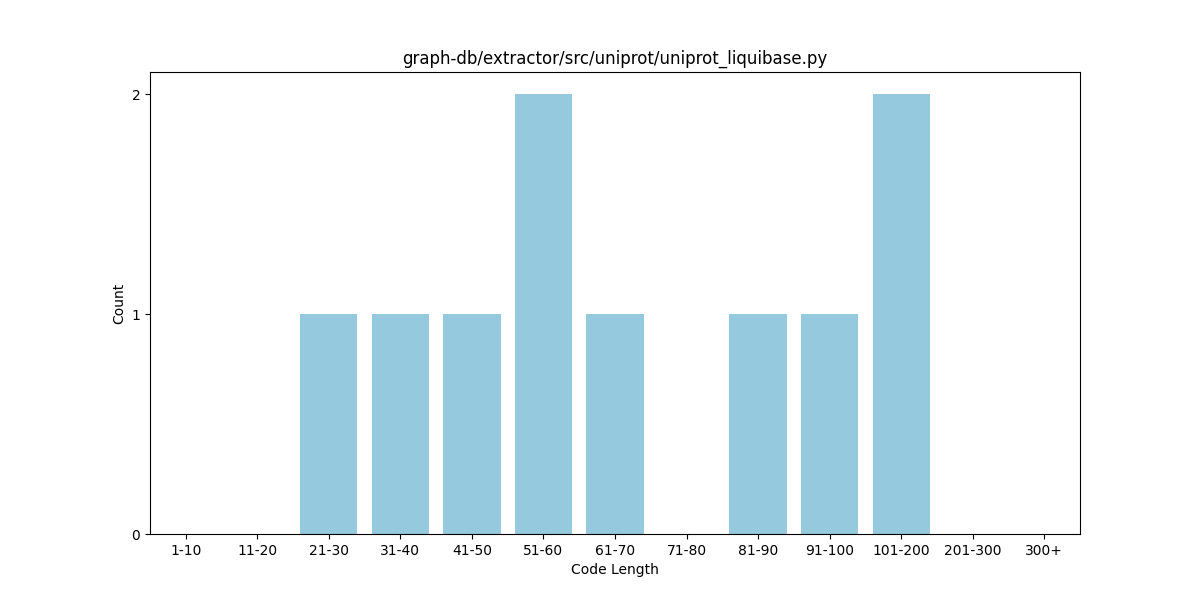 graph-db/extractor/src/uniprot/uniprot_liquibase.py
2
1
0
Count
1-10 11-20 21-30 31-40 41-50 51-60 61-70 71-80 81-90 91-100 101-200 201-300 300+
Code Length